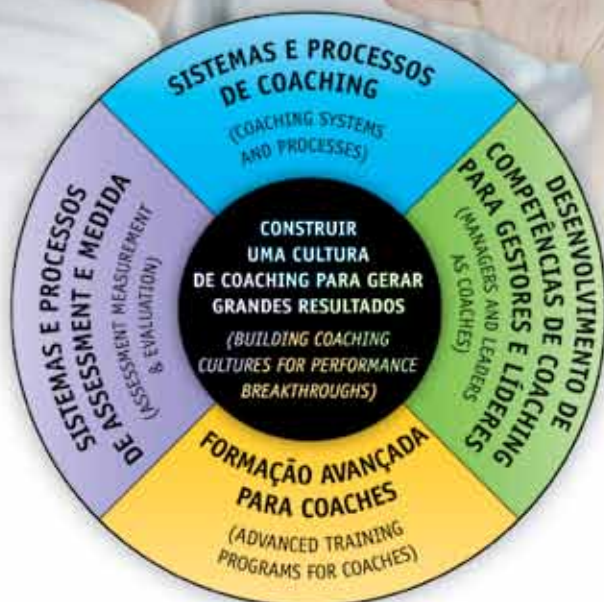 SISTEMAS E PROCESSOS
DE COACHING
(COACHING SYSTEMS
AND PROCESSES)
DESENVOLVIMENTO DE
COMPETÊNCIAS DE COACHING
PARA GESTORES E LÍDERES
(MANAGERS AND LEADERS
AS COACHES)
FORMAÇÃO AVANÇADA
PARA COACHES
(ADVANCED TRAINING
PROGRAMS FOR COACHES)
SISTEMAS E PROCESSOS
DE ASSESSMENT E MEDIDA
(ASSESSMENT MEASUREMENT
& EVALUATION)
CONSTRUIR
UMA CULTURA
DE COACHING PARA GERAR
GRANDES RESULTADOS
(BUILDING COACHING
CULTURES FOR PERFORMANCE
BREAKTHROUGHS)